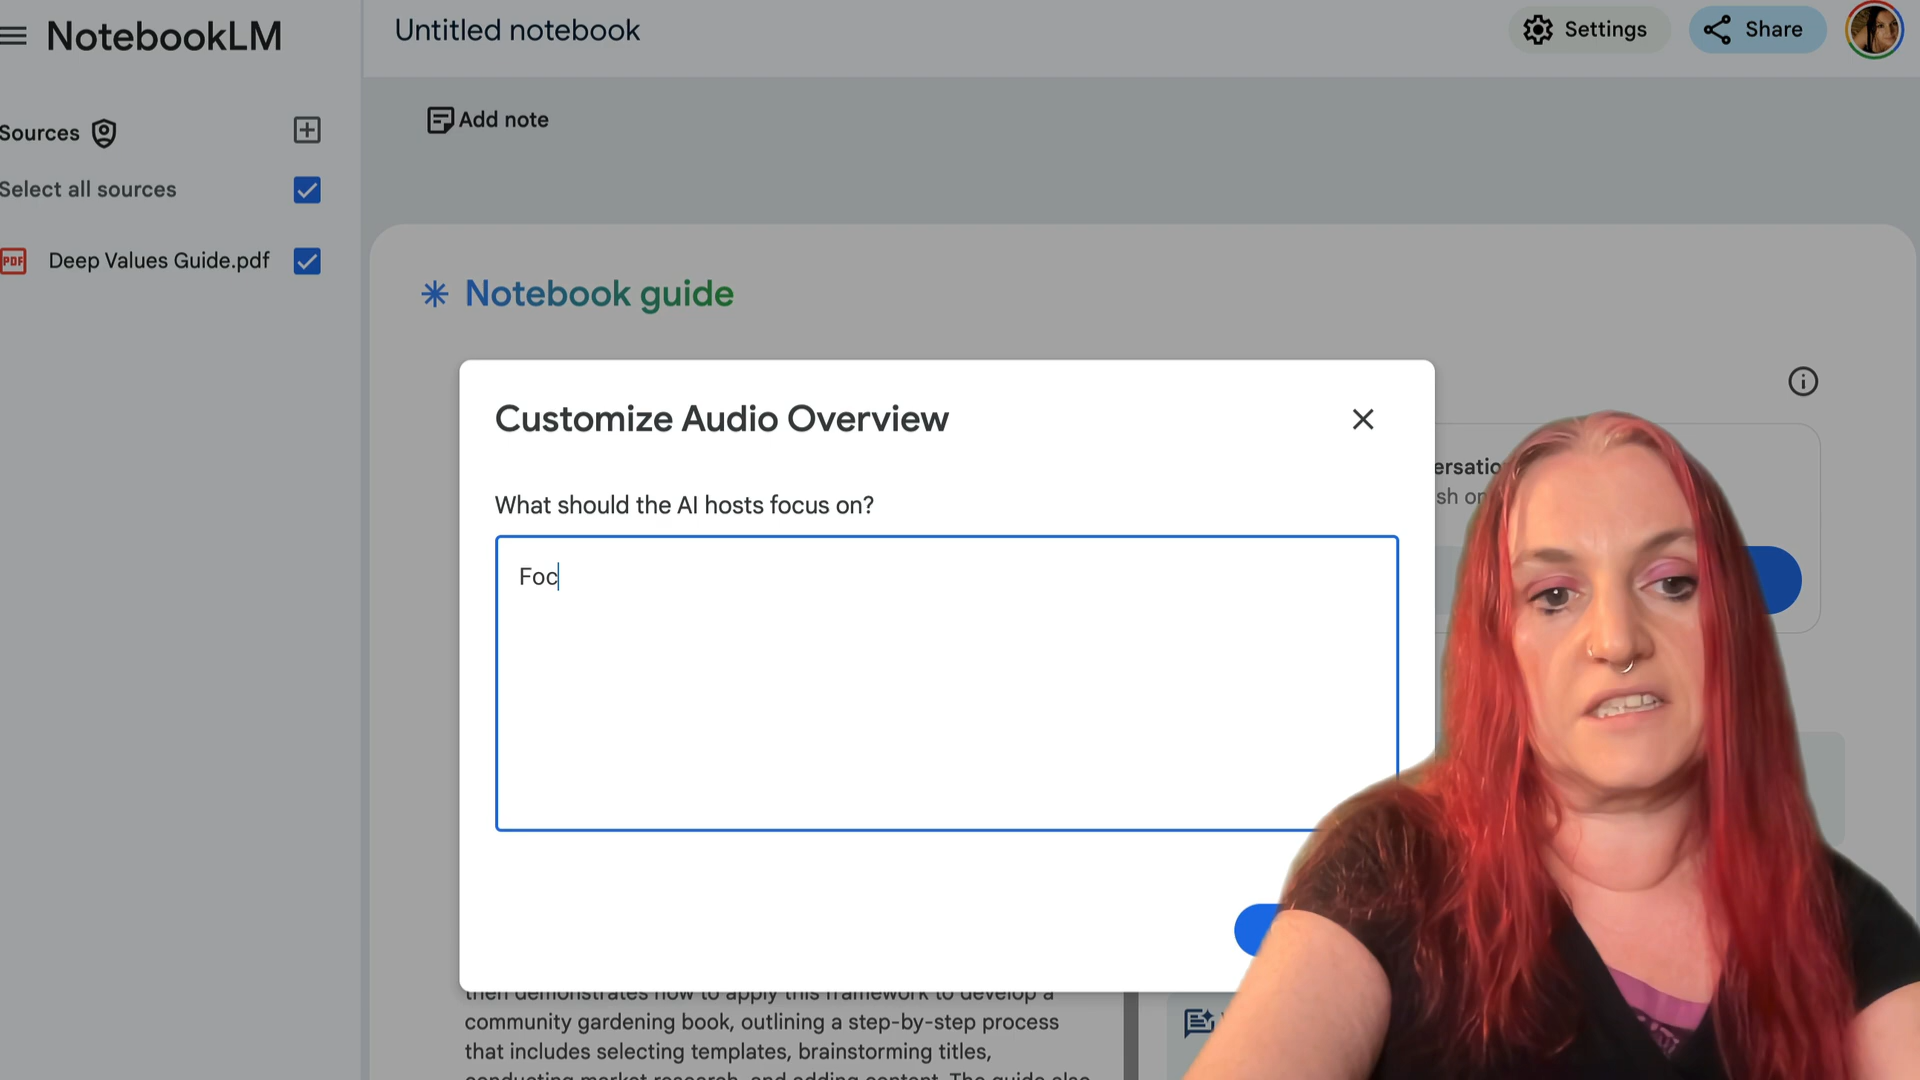 NotebookLM
Untitled notebook
Settings
Share
Sources
Select all sources
PDF
Deep Values Guide.pdf
Add note
Notebook guide
Customize Audio Overview
What should the AI hosts focus on?
Foc
then demonstrates how to apply this framework to develop a
community gardening book, outlining a step-by-step process
that includes selecting templates, brainstorming titles,
conducting market research, and adding content. The guide also